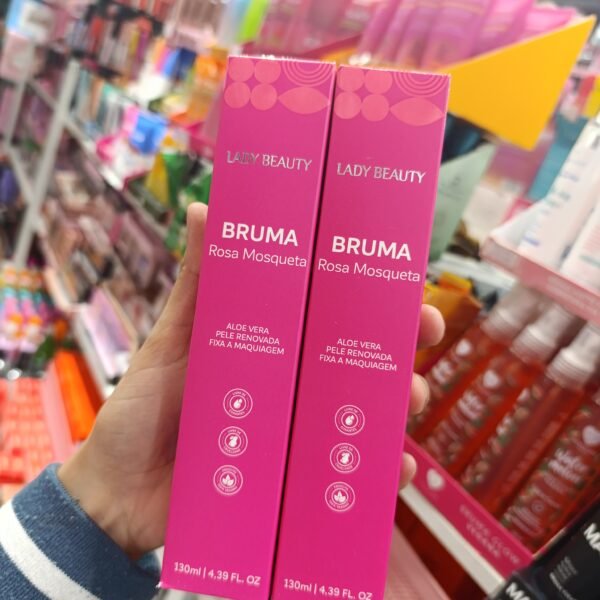 LADY BEAUTY
BRUMA
Rosa Mosqueta
ALOE VERA
PELE RENOVADA
FIXA A MAQUIAGEM
130ml | 4,39 FL. OZ
LADY BEAUTY
BRUMA
Rosa Mosqueta
ALOE VERA
PELE RENOVADA
FIXA A MAQUIAGEM
130ml | 4,39 FL. OZ